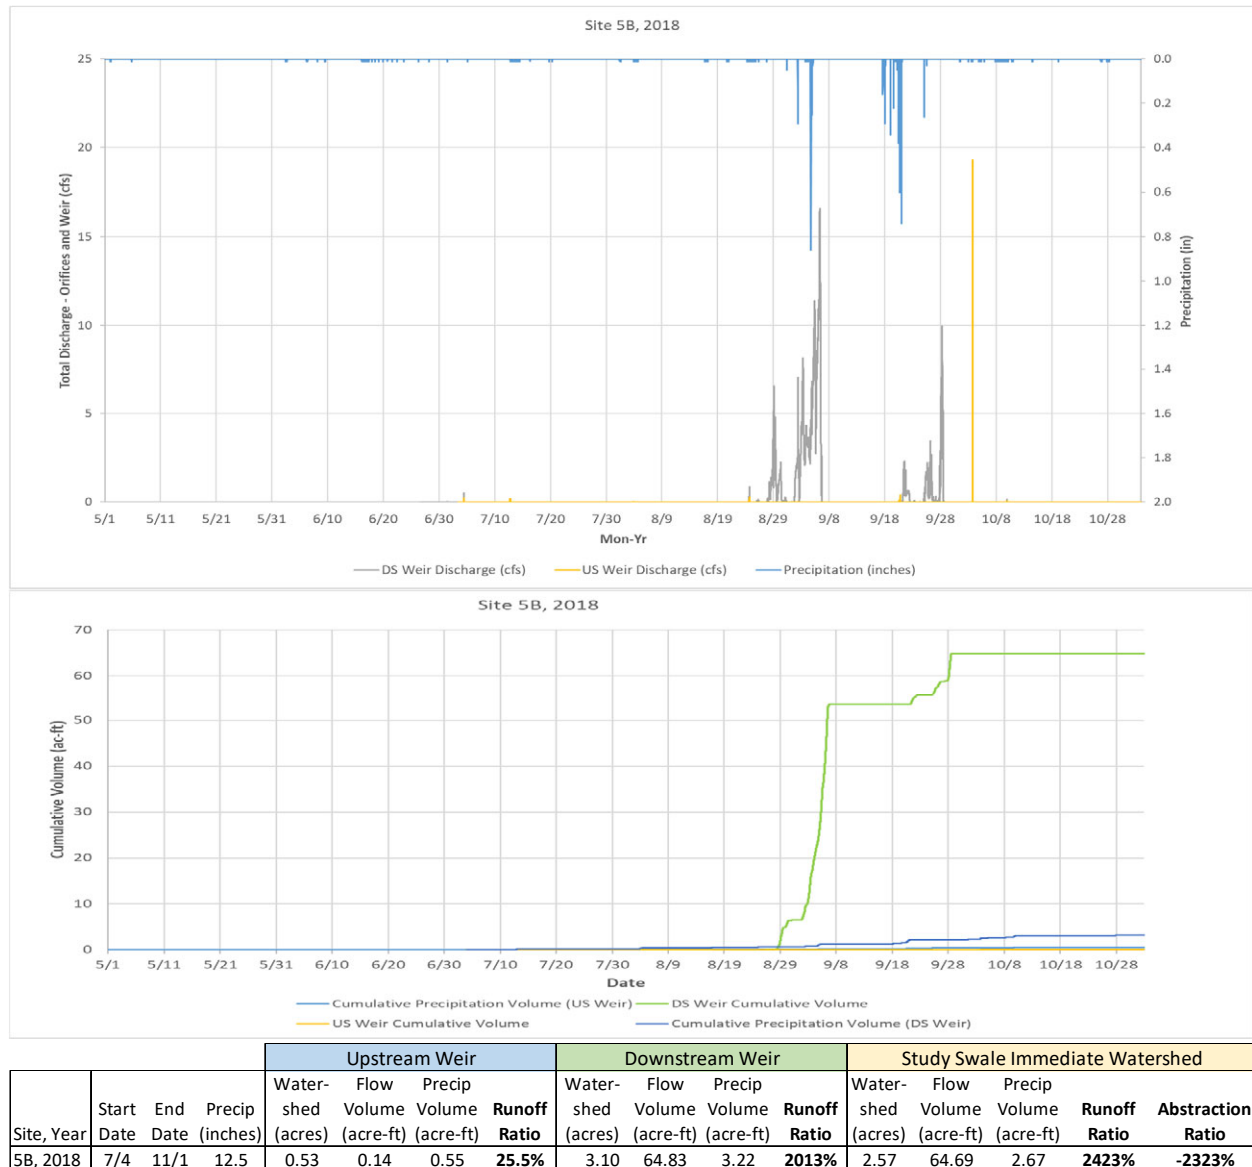 Site 5B, 2018
25
20
15
10
5
0
Total Discharge - Orifices and Weir (cfs)
0.0
0.2
0.4
0.6
0.8
1.0
1.2
1.4
1.6
1.8
2.0
Precipitation (in)
5/1 5/11 5/21 5/31 6/10 6/20 6/30 7/10 7/20 7/30 8/9 8/19 8/29 9/8 9/18 9/28 10/8 10/18 10/28
Mon-Yr
DS Weir Discharge (cfs) US Weir Discharge (cfs) Precipitation (inches)
Site 5B, 2018
70
60
50
40
30
20
10
0
Cumulative Volume (ac-ft)
5/1 5/11 5/21 5/31 6/10 6/20 6/30 7/10 7/20 7/30 8/9 8/19 8/29 9/8 9/18 9/28 10/8 10/18 10/28
Date
Cumulative Precipitation Volume (US Weir) DS Weir Cumulative Volume
US Weir Cumulative Volume Cumulative Precipitation Volume (DS Weir)
Upstream Weir Downstream Weir Study Swale Immediate Watershed
Water- Flow Precip Water- Flow Precip Water- Flow Precip
Start End Precip shed Volume Volume Runoff shed Volume Volume Runoff shed Volume Volume Runoff Abstraction
Site, Year Date Date (inches) (acres) (acre-ft) (acre-ft) Ratio (acres) (acre-ft) (acre-ft) Ratio (acres) (acre-ft) (acre-ft) Ratio Ratio
5B, 2018 7/4 11/1 12.5 0.53 0.14 0.55 25.5% 3.10 64.83 3.22 2013% 2.57 64.69 2.67 2423% -2323%